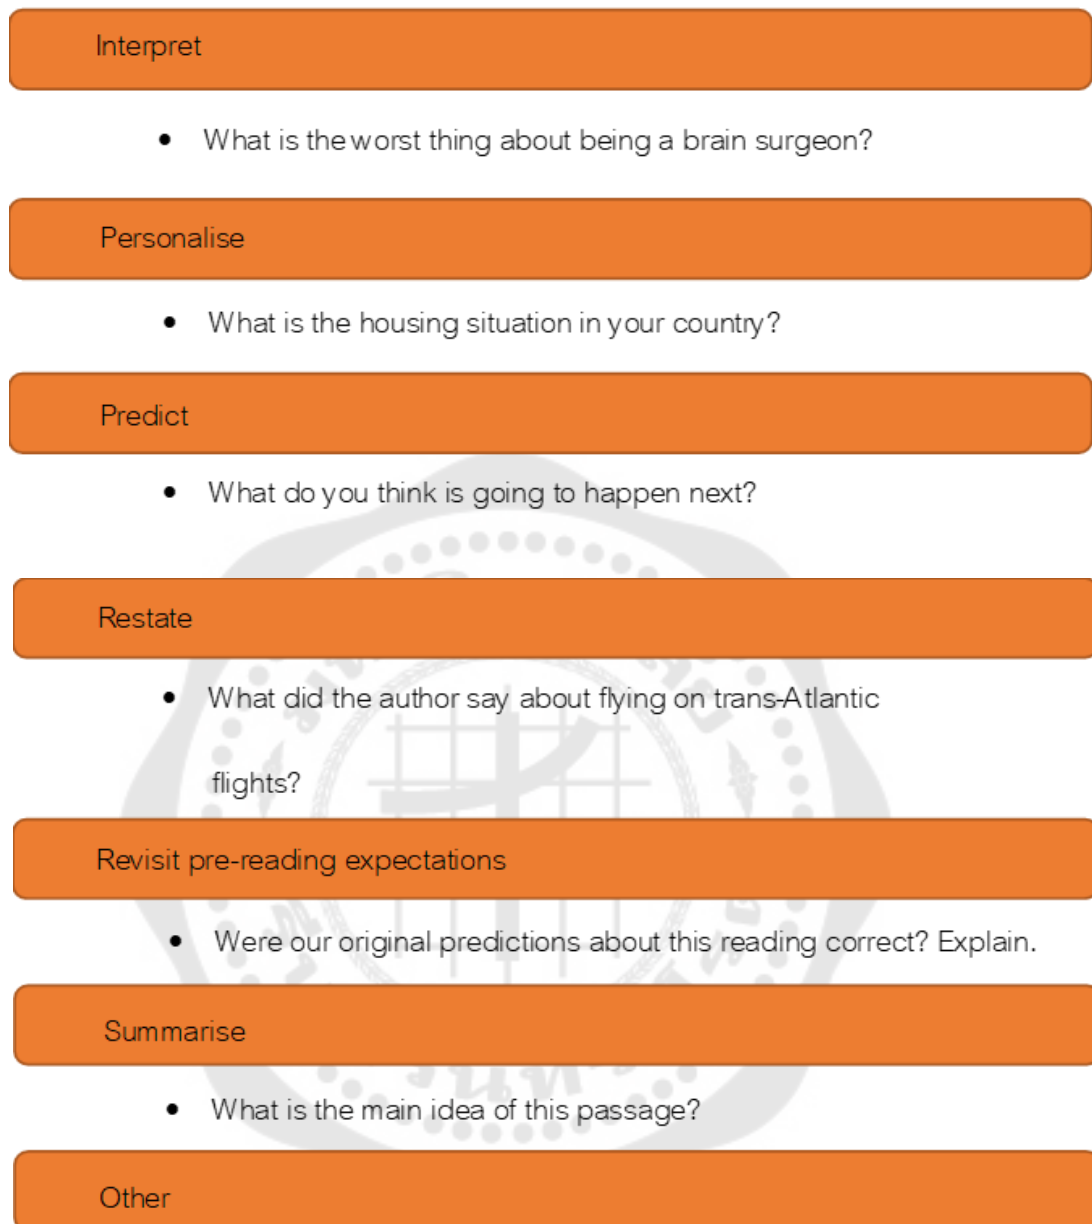 Interpret
• What is the worst thing about being a brain surgeon?
Personalise
• What is the housing situation in your country?
Predict
• What do you think is going to happen next?
Restate
• What did the author say about flying on trans-Atlantic
flights?
Revisit pre-reading expectations
• Were our original predictions about this reading correct? Explain.
Summarise
• What is the main idea of this passage?
Other